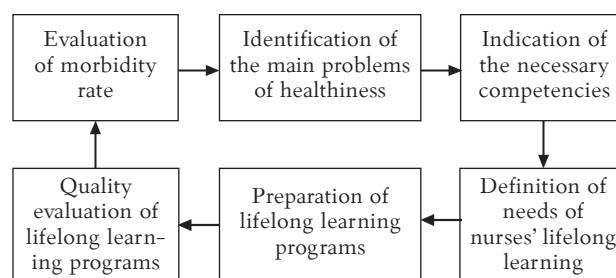 Evaluation
of morbidity
rate
Identification of
the main problems
of healthiness
Indication of
the necessary
competencies
Quality
evaluation of
lifelong learn-
ing programs
Preparation of
lifelong learning
programs
Definition of
needs of
nurses’ lifelong
learning